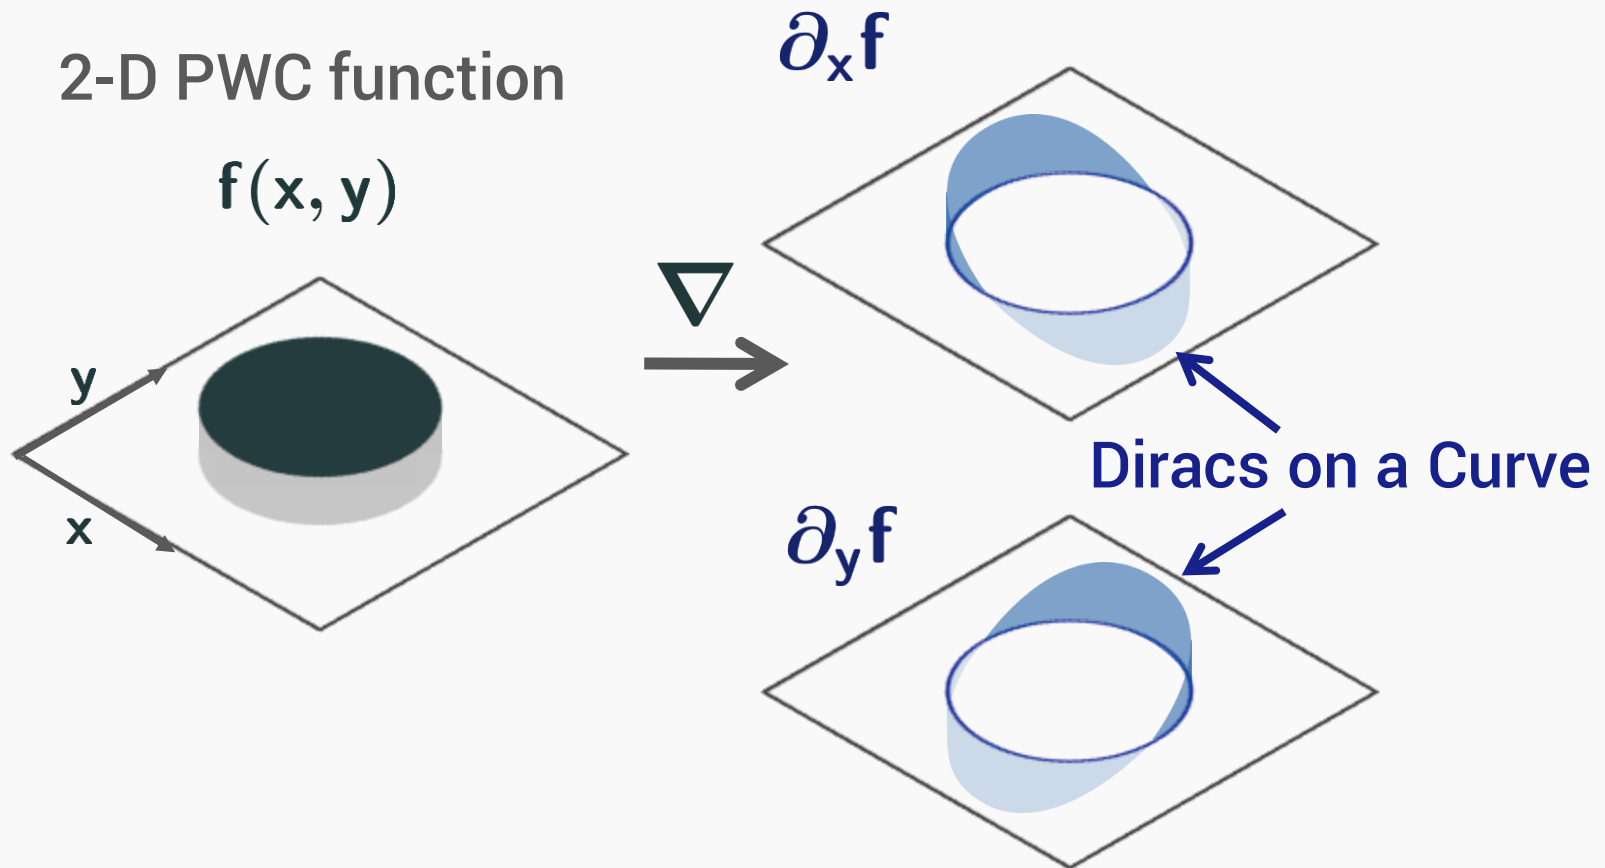 2-D PWC function
f(x, y)
y
x
∇
∂ₓf
Diracs on a Curve
∂ᵧf